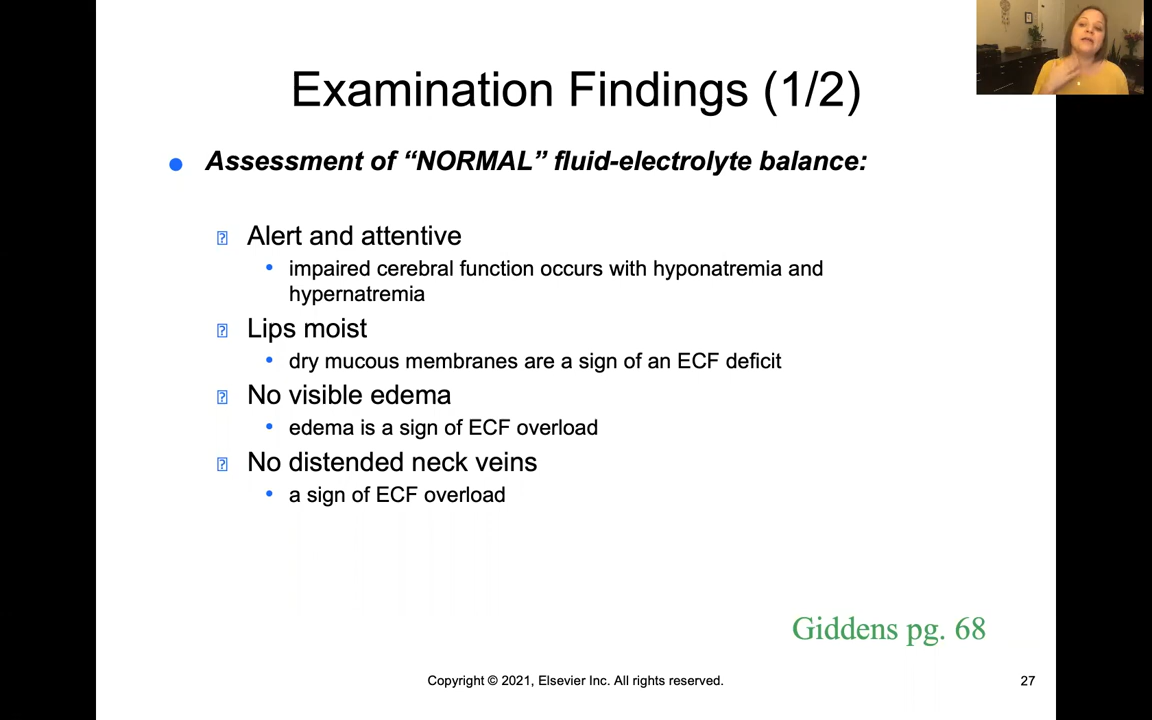 Examination Findings (1/2)
Assessment of “NORMAL” fluid-electrolyte balance:
Alert and attentive
impaired cerebral function occurs with hyponatremia and
hypernatremia
Lips moist
dry mucous membranes are a sign of an ECF deficit
No visible edema
edema is a sign of ECF overload
No distended neck veins
a sign of ECF overload
Giddens pg. 68
Copyright © 2021, Elsevier Inc. All rights reserved.
27